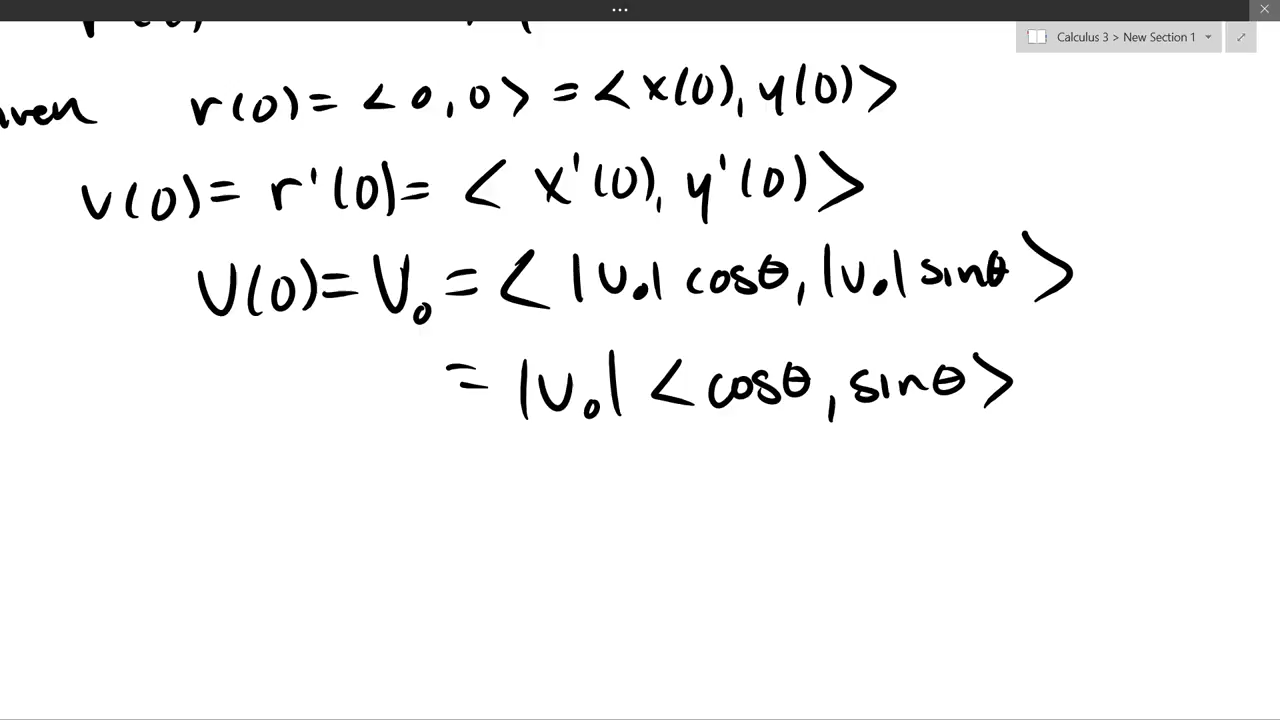 Calculus 3 > New Section 1
r(0) = <0, 0> = <x(0), y(0)>
v(0) = r'(0) = <x'(0), y'(0)>
V(0) = V₀ = <|v₀| cosθ, |v₀| sinθ>
= |v₀| <cosθ, sinθ>